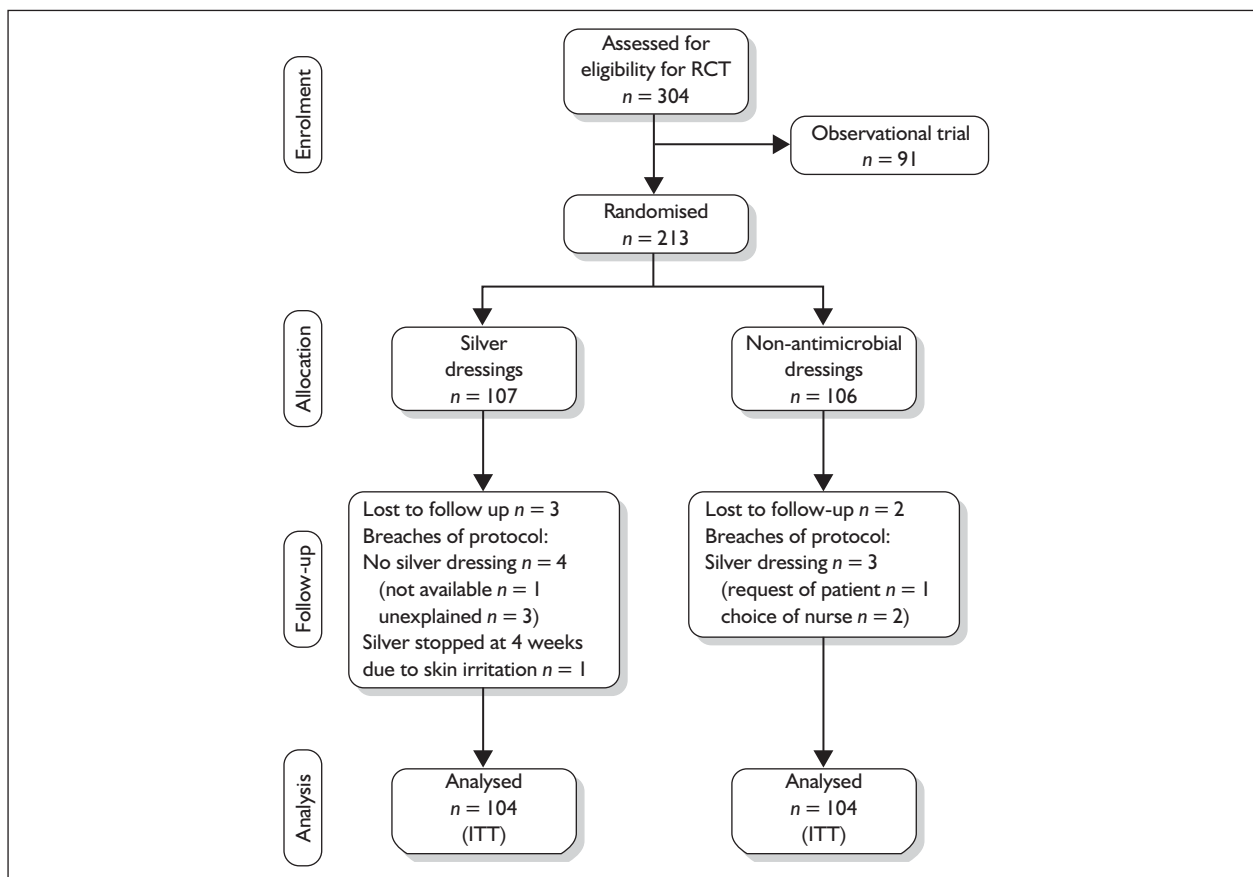 Enrolment
Assessed for
eligibility for RCT
n = 304
Observational trial
n = 91
Randomised
n = 213
Allocation
Silver
dressings
n = 107
Non-antimicrobial
dressings
n = 106
Follow-up
Lost to follow up n = 3
Breaches of protocol:
No silver dressing n = 4
(not available n = 1
unexplained n = 3)
Silver stopped at 4 weeks
due to skin irritation n = 1
Lost to follow-up n = 2
Breaches of protocol:
Silver dressing n = 3
(request of patient n = 1
choice of nurse n = 2)
Analysis
Analysed
n = 104
(ITT)
Analysed
n = 104
(ITT)